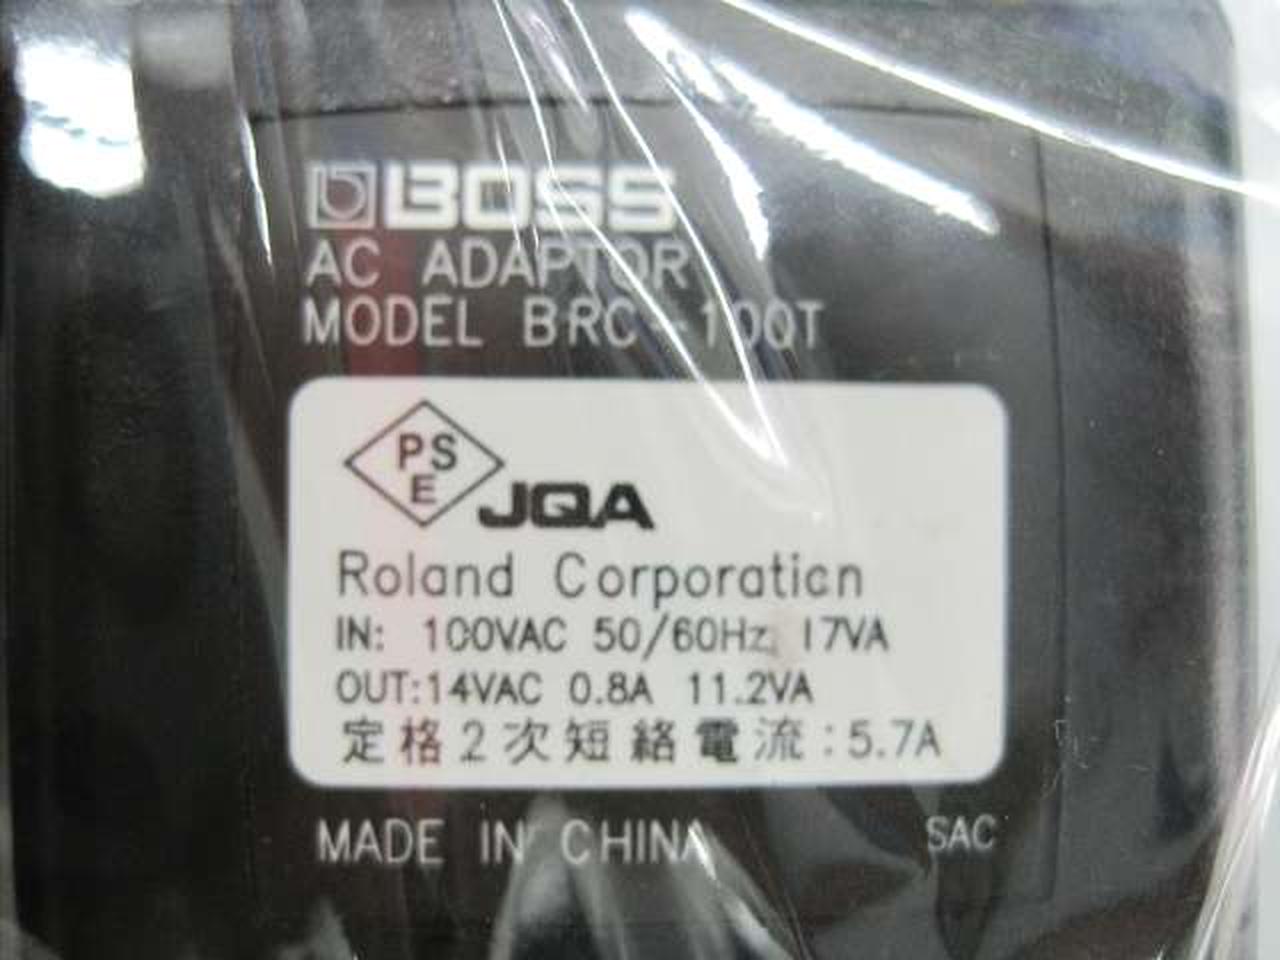 BOSS
AC ADAPTOR
MODEL BRC-100T
PSE JQA
Roland Corporation
IN: 100VAC 50/60Hz, 17VA
OUT:14VAC 0.8A 11.2VA
定格2次短絡電流:5.7A
MADE IN CHINA SAC